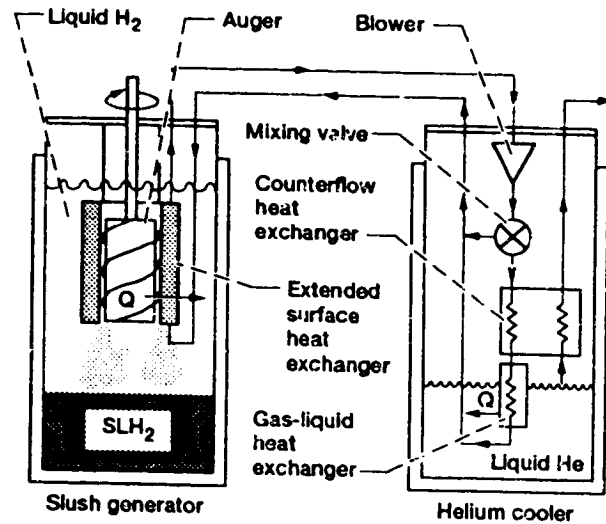 Liquid H2
Auger
Blower
Mixing valve
Counterflow
heat
exchanger
Q
Extended
surface
heat
exchanger
SLH2
Gas-liquid
heat
exchanger
Q
Liquid He
Slush generator
Helium cooler